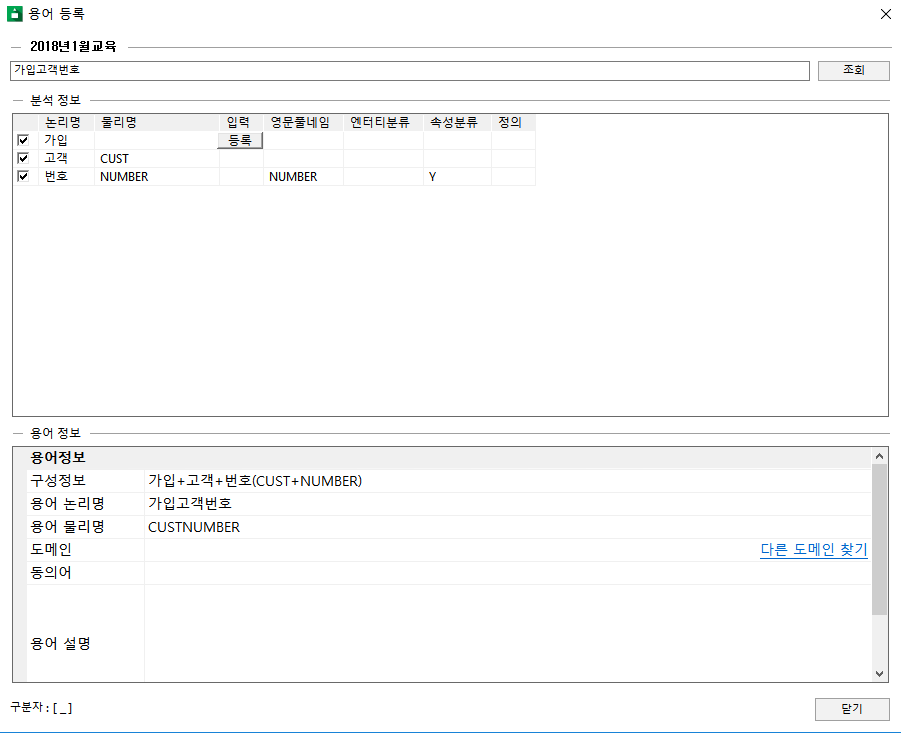 용어 등록
2018년1월교육
가입고객번호 조회
분석 정보
논리명 물리명 입력 영문풀네임 엔터티분류 속성분류 정의
가입 등록
고객 CUST
번호 NUMBER NUMBER Y
용어 정보
용어정보
구성정보 가입+고객+번호(CUST+NUMBER)
용어 논리명 가입고객번호
용어 물리명 CUSTNUMBER
도메인 다른 도메인 찾기
동의어
용어 설명
구분자:[_] 닫기